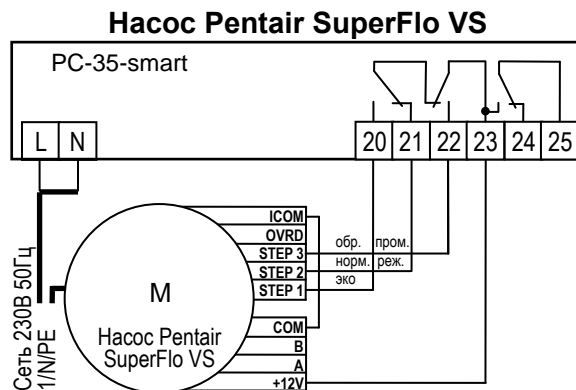 Насос Pentair SuperFlo VS
PC-35-smart
L N 20 21 22 23 24 25
ICOM
OVRD
STEP 3
STEP 2
STEP 1
обр. пром.
норм. реж.
эко
M
Насос Pentair
SuperFlo VS
COM
B
A
+12V
Сеть 230В 50Гц
1/N/PE